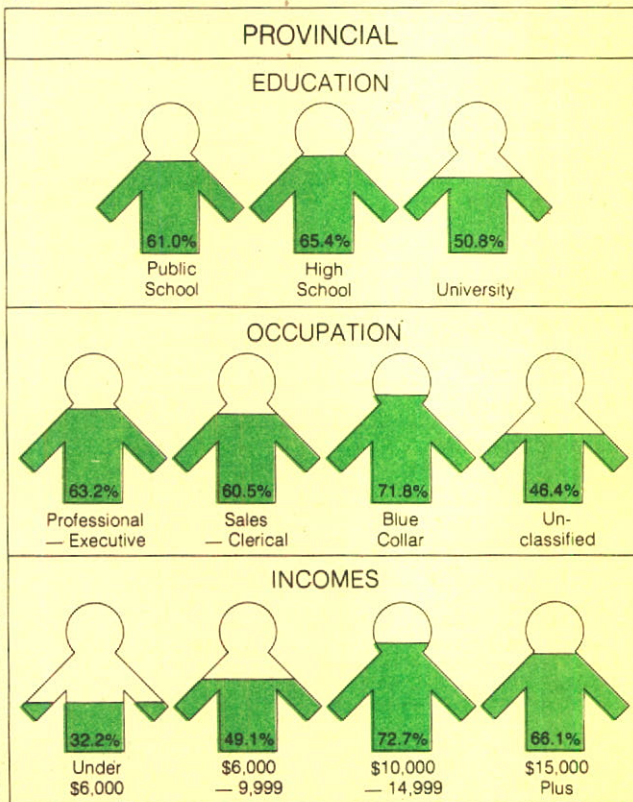 PROVINCIAL
EDUCATION
61.0% 65.4% 50.8%
Public High
School School University
OCCUPATION
63.2% 60.5% 71.8% 46.4%
Professional Sales Blue Un-
— Executive — Clerical Collar classified
INCOMES
32.2% 49.1% 72.7% 66.1%
Under $6,000 $10,000 $15,000
$6,000 — 9,999 — 14,999 Plus